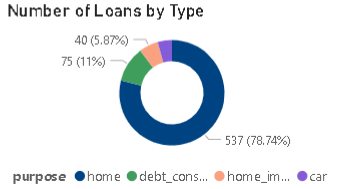 Number of Loans by Type
40 (5.87%)
75 (11%)
537 (78.74%)
purpose home debt_cons... home_im... car